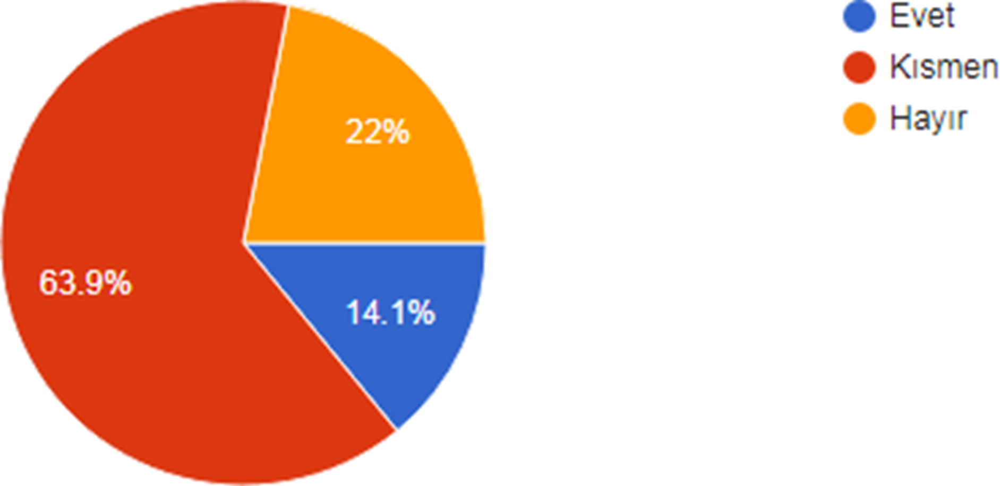 Evet
Kısmen
Hayır
22%
63.9%
14.1%